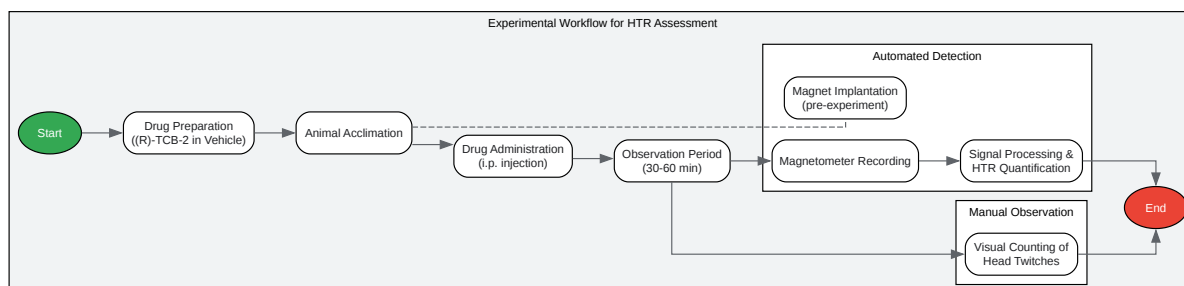 Experimental Workflow for HTR Assessment
Start
Drug Preparation
((R)-TCB-2 in Vehicle)
Animal Acclimation
Drug Administration
(i.p. injection)
Observation Period
(30-60 min)
Automated Detection
Magnet Implantation
(pre-experiment)
Magnetometer Recording
Signal Processing &
HTR Quantification
Manual Observation
Visual Counting of
Head Twitches
End